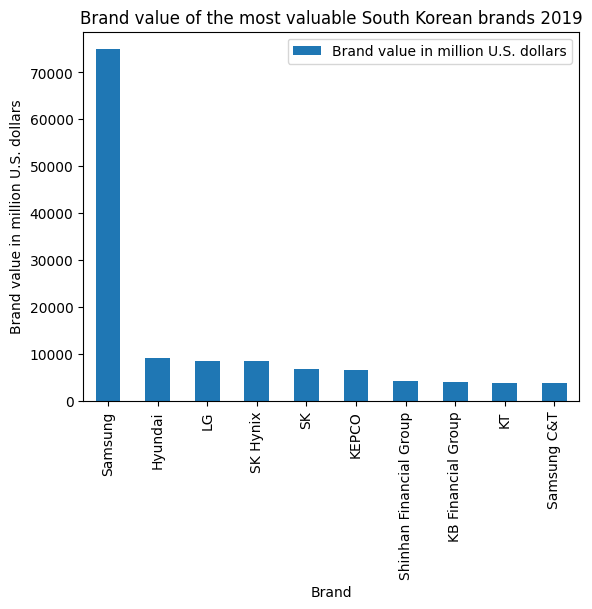 Brand value of the most valuable South Korean brands 2019
Brand value in million U.S. dollars
Brand value in million U.S. dollars
70000
60000
50000
40000
30000
20000
10000
0
Samsung
Hyundai
LG
SK Hynix
SK
KEPCO
Shinhan Financial Group
KB Financial Group
KT
Samsung C&T
Brand